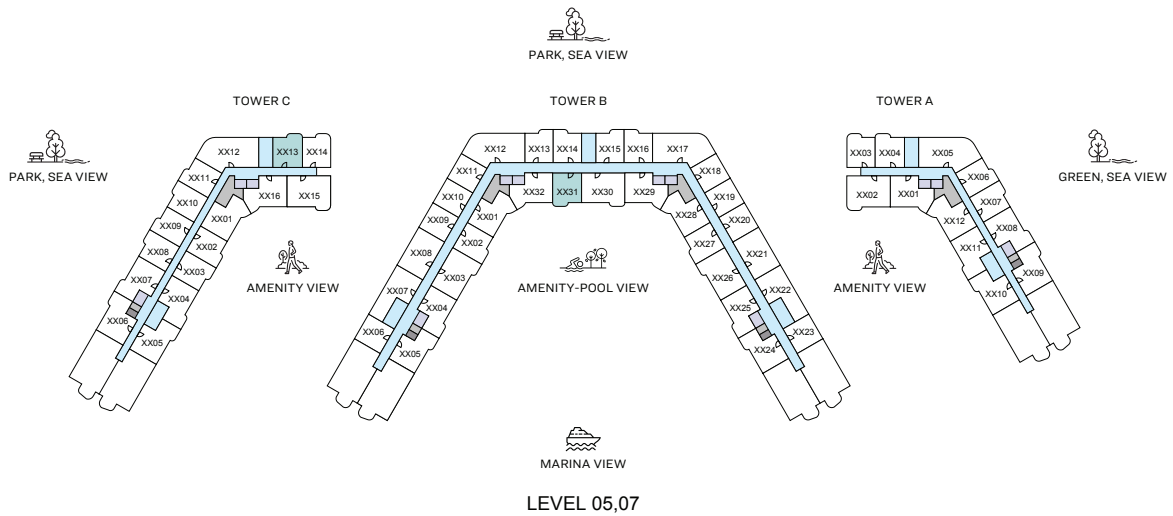 PARK, SEA VIEW
TOWER C
TOWER B
TOWER A
PARK, SEA VIEW
GREEN, SEA VIEW
XX12
XX13
XX14
XX11
XX10
XX09
XX08
XX07
XX06
XX16
XX15
XX01
XX02
XX03
XX04
XX05
AMENITY VIEW
XX12
XX13
XX14
XX15
XX16
XX17
XX11
XX10
XX09
XX08
XX07
XX06
XX32
XX31
XX30
XX29
XX01
XX02
XX03
XX04
XX05
XX18
XX19
XX20
XX21
XX22
XX23
XX28
XX27
XX26
XX25
XX24
AMENITY-POOL VIEW
XX03
XX04
XX05
XX02
XX01
XX06
XX07
XX08
XX09
XX12
XX11
XX10
AMENITY VIEW
MARINA VIEW
LEVEL 05,07